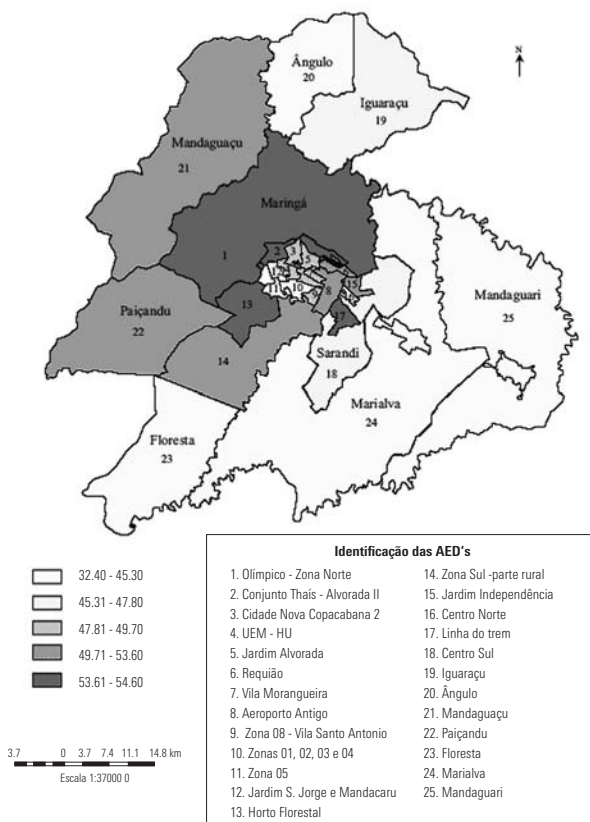 N
Ângulo
20
Iguaraçu
19
Mandaguaçu
21
Maringá
1
2
3
5
13
10
11
9
8
15
17
Paiçandu
22
14
Mandaguari
25
Sarandi
18
Marialva
24
Floresta
23
32.40 - 45.30
45.31 - 47.80
47.81 - 49.70
49.71 - 53.60
53.61 - 54.60
3.7 0 3.7 7.4 11.1 14.8 km
Escala 1:37000 0
Identificação das AED's
1. Olímpico - Zona Norte
2. Conjunto Thaís - Alvorada II
3. Cidade Nova Copacabana 2
4. UEM - HU
5. Jardim Alvorada
6. Requião
7. Vila Morangueira
8. Aeroporto Antigo
9. Zona 08 - Vila Santo Antonio
10. Zonas 01, 02, 03 e 04
11. Zona 05
12. Jardim S. Jorge e Mandacaru
13. Horto Florestal
14. Zona Sul -parte rural
15. Jardim Independência
16. Centro Norte
17. Linha do trem
18. Centro Sul
19. Iguaraçu
20. Ângulo
21. Mandaguaçu
22. Paiçandu
23. Floresta
24. Marialva
25. Mandaguari